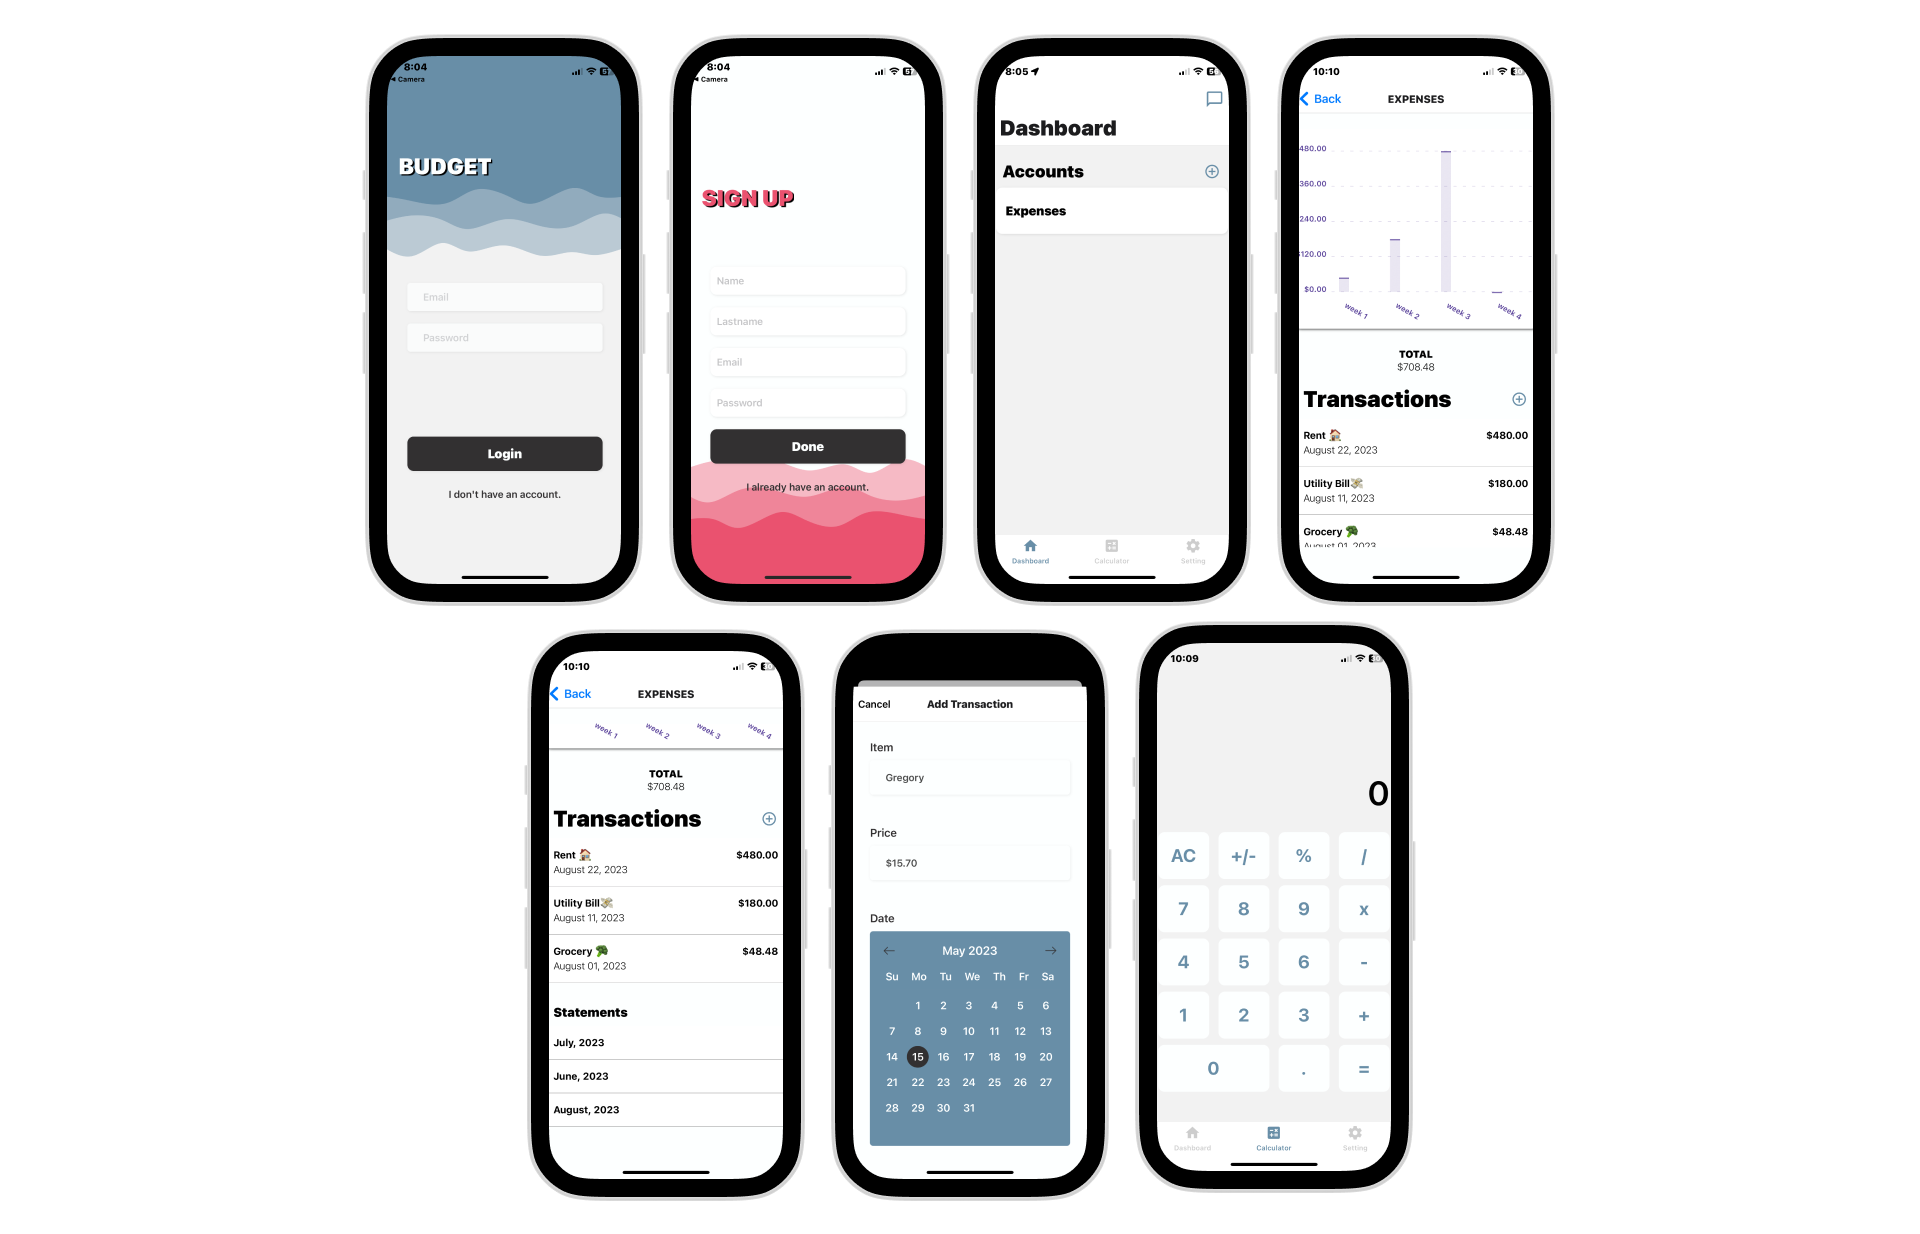 8:04
Camera
BUDGET
Email
Password
Login
I don't have an account.
8:04
Camera
SIGN UP
Name
Lastname
Email
Password
Done
I already have an account.
8:05
Dashboard
Accounts
Expenses
Dashboard
Calculator
Setting
10:10
Back
EXPENSES
480.00
360.00
240.00
120.00
$0.00
week 1
week 2
week 3
week 4
TOTAL
$708.48
Transactions
Rent 🏠 $480.00
August 22, 2023
Utility Bill💸 $180.00
August 11, 2023
Grocery 🥦 $48.48
August 01, 2023
10:10
Back
EXPENSES
week 1
week 2
week 3
week 4
TOTAL
$708.48
Transactions
Rent 🏠 $480.00
August 22, 2023
Utility Bill💸 $180.00
August 11, 2023
Grocery 🥦 $48.48
August 01, 2023
Statements
July, 2023
June, 2023
August, 2023
Cancel
Add Transaction
Item
Gregory
Price
$15.70
Date
May 2023
Su Mo Tu We Th Fr Sa
1 2 3 4 5 6
7 8 9 10 11 12 13
14 15 16 17 18 19 20
21 22 23 24 25 26 27
28 29 30 31
10:09
0
AC +/- % /
7 8 9 x
4 5 6 -
1 2 3 +
0 . =
Dashboard
Calculator
Setting